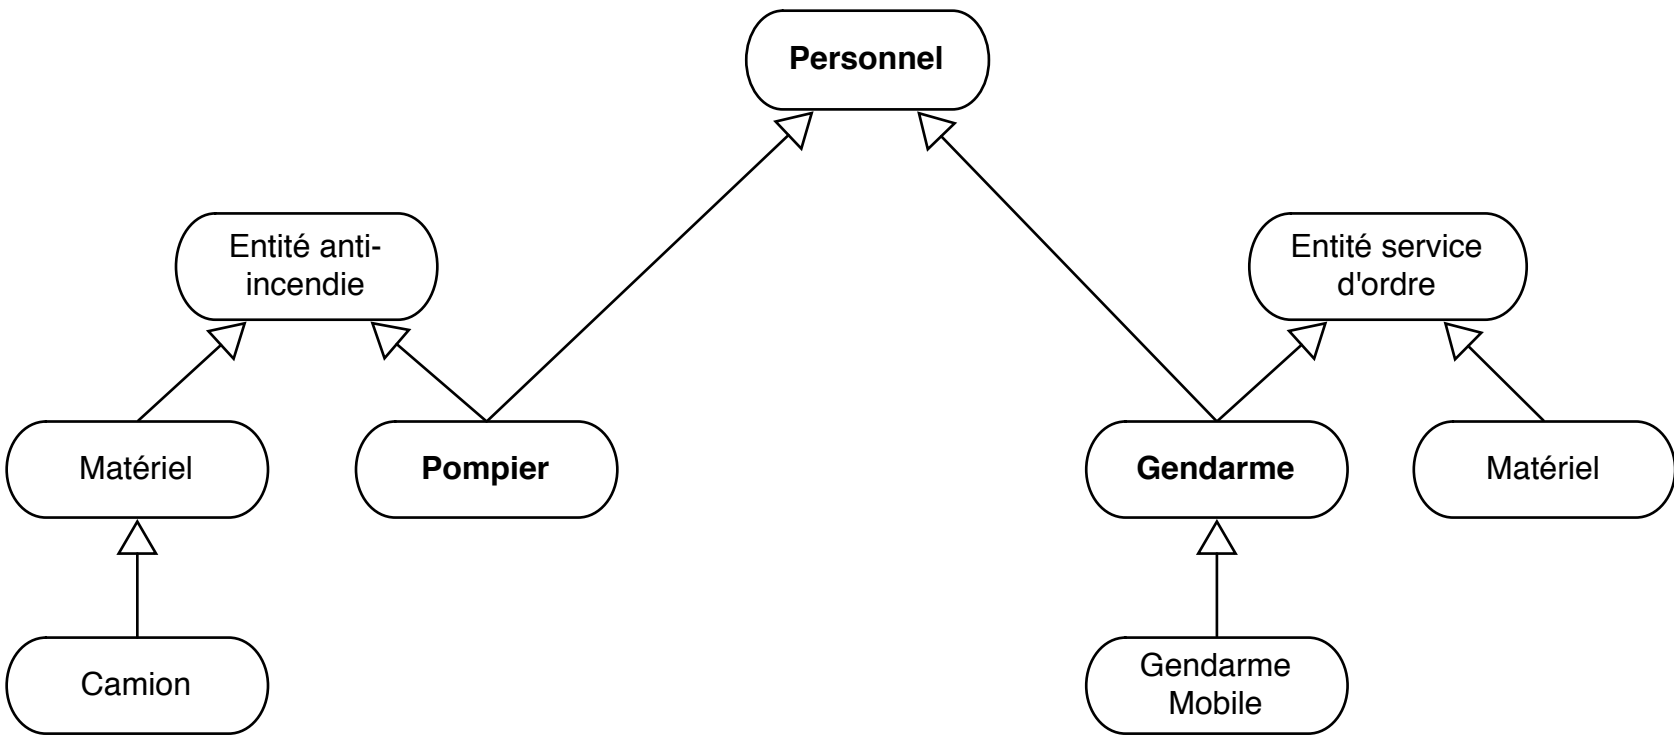 Personnel
Entité anti-
incendie
Entité service
d'ordre
Matériel
Pompier
Gendarme
Matériel
Camion
Gendarme
Mobile